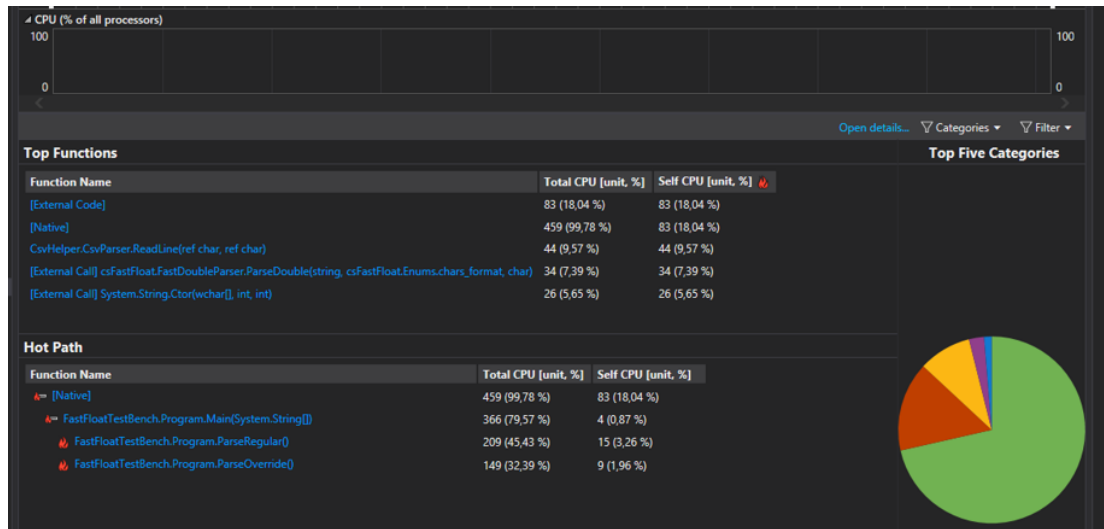 CPU (% of all processors)
100 100
0 0
Open details... Categories Filter
Top Functions Top Five Categories
Function Name Total CPU [unit, %] Self CPU [unit, %]
[External Code] 83 (18,04 %) 83 (18,04 %)
[Native] 459 (99,78 %) 83 (18,04 %)
CsvHelper.CsvParser.ReadLine(ref char, ref char) 44 (9,57 %) 44 (9,57 %)
[External Call] csFastFloat.FastDoubleParser.ParseDouble(string, csFastFloat.Enums.chars_format, char) 34 (7,39 %) 34 (7,39 %)
[External Call] System.String.Ctor(wchar[], int, int) 26 (5,65 %) 26 (5,65 %)
Hot Path
Function Name Total CPU [unit, %] Self CPU [unit, %]
[Native] 459 (99,78 %) 83 (18,04 %)
FastFloatTestBench.Program.Main(System.String[]) 366 (79,57 %) 4 (0,87 %)
FastFloatTestBench.Program.ParseRegular() 209 (45,43 %) 15 (3,26 %)
FastFloatTestBench.Program.ParseOverride() 149 (32,39 %) 9 (1,96 %)